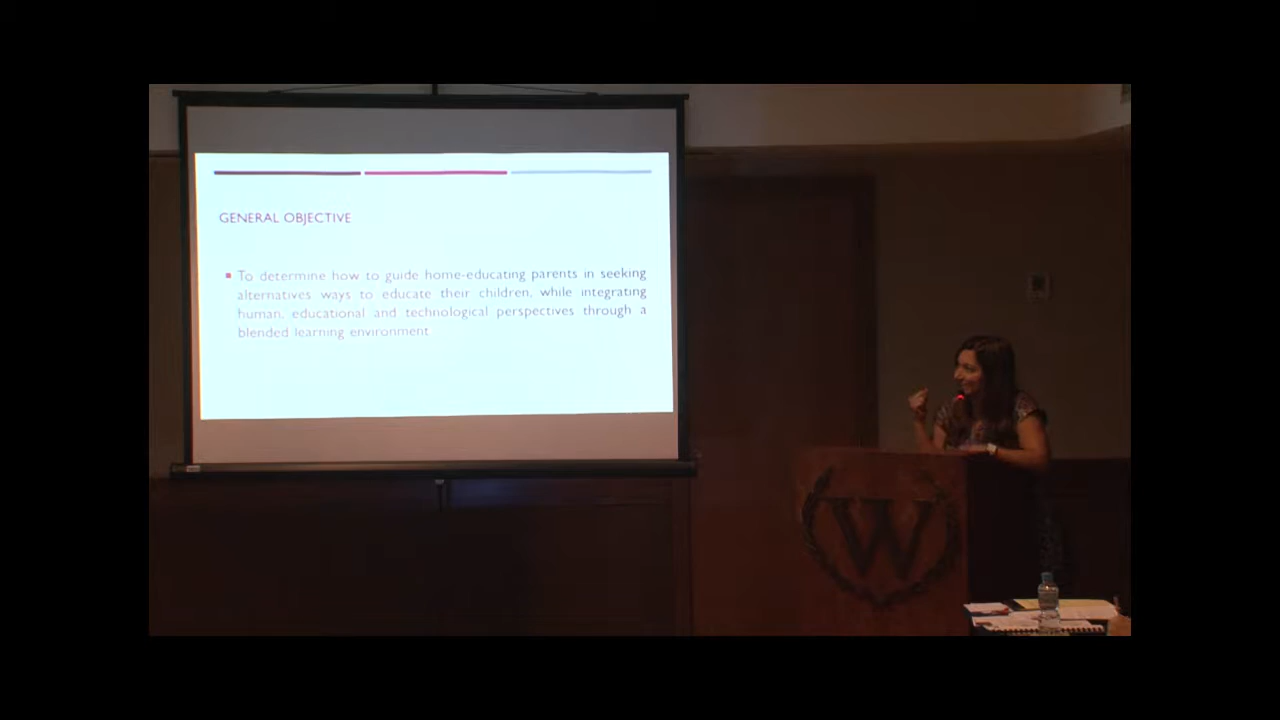 GENERAL OBJECTIVE
To determine how to guide home-educating parents in seeking
alternatives ways to educate their children, while integrating
human, educational and technological perspectives through a
blended learning environment
W